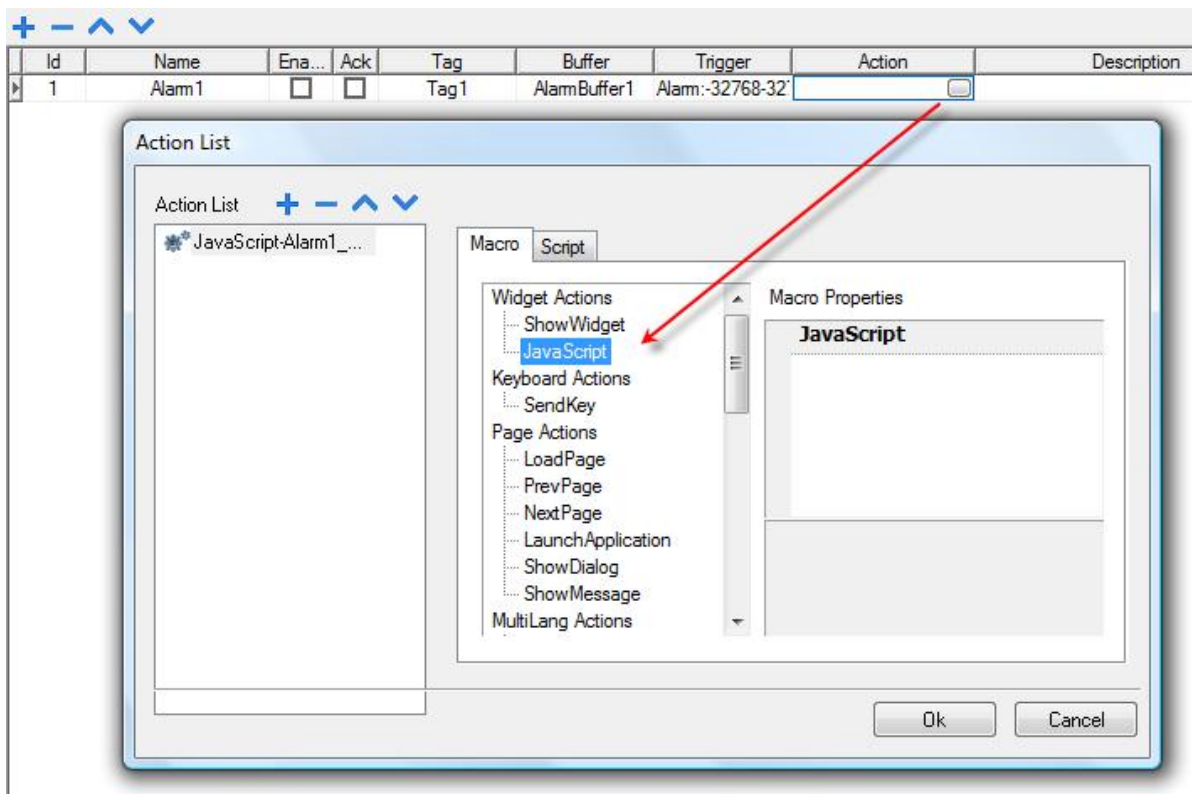 Id Name Ena... Ack Tag Buffer Trigger Action Description
1 Alarm1 Tag1 AlarmBuffer1 Alarm:-32768-32
Action List
Action List
JavaScript-Alarm1_...
Macro Script
Widget Actions
ShowWidget
JavaScript
Keyboard Actions
SendKey
Page Actions
LoadPage
PrevPage
NextPage
LaunchApplication
ShowDialog
ShowMessage
MultiLang Actions
Macro Properties
JavaScript
Ok Cancel